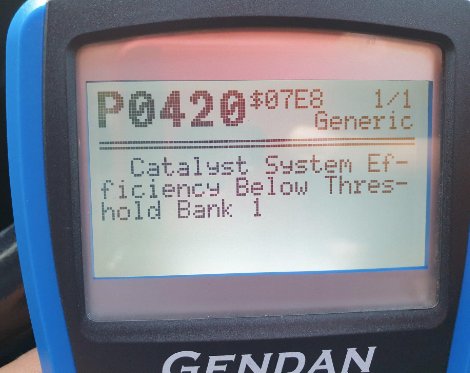 P0420 $07E8 1/1
Generic
Catalyst System Ef-
ficiency Below Thres-
hold Bank 1
GENDAN